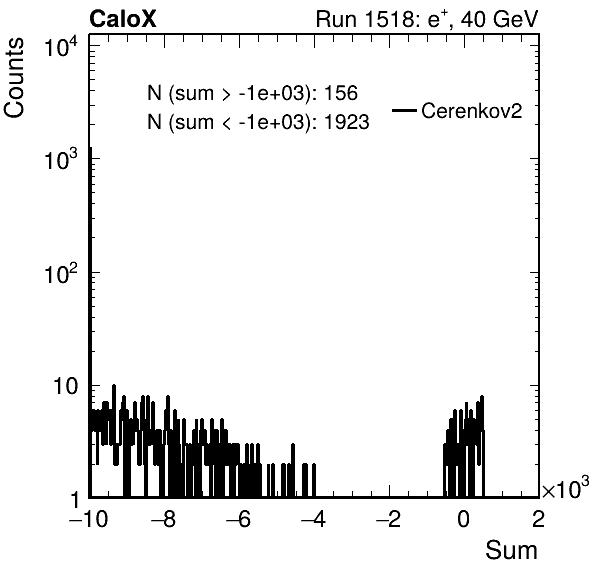 CaloX Run 1518: e⁺, 40 GeV
Counts
10⁴
N (sum > -1e+03): 156
N (sum < -1e+03): 1923
Cerenkov2
10³
10²
10
1
−10 −8 −6 −4 −2 0 2
×10³
Sum